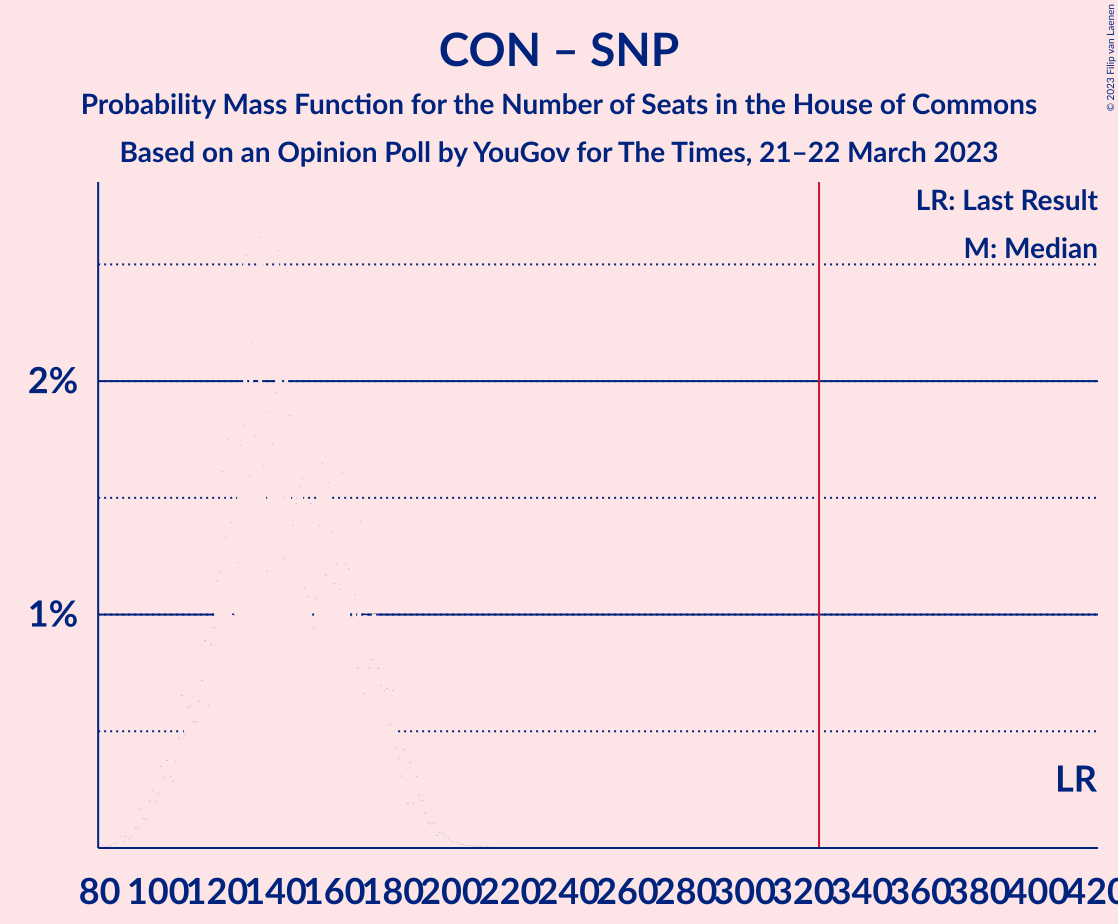 CON – SNP
Probability Mass Function for the Number of Seats in the House of Commons
Based on an Opinion Poll by YouGov for The Times, 21–22 March 2023
© 2023 Filip van Laenen
LR: Last Result
M: Median
2%
1%
LR
80 100 120 140 160 180 200 220 240 260 280 300 320 340 360 380 400 420